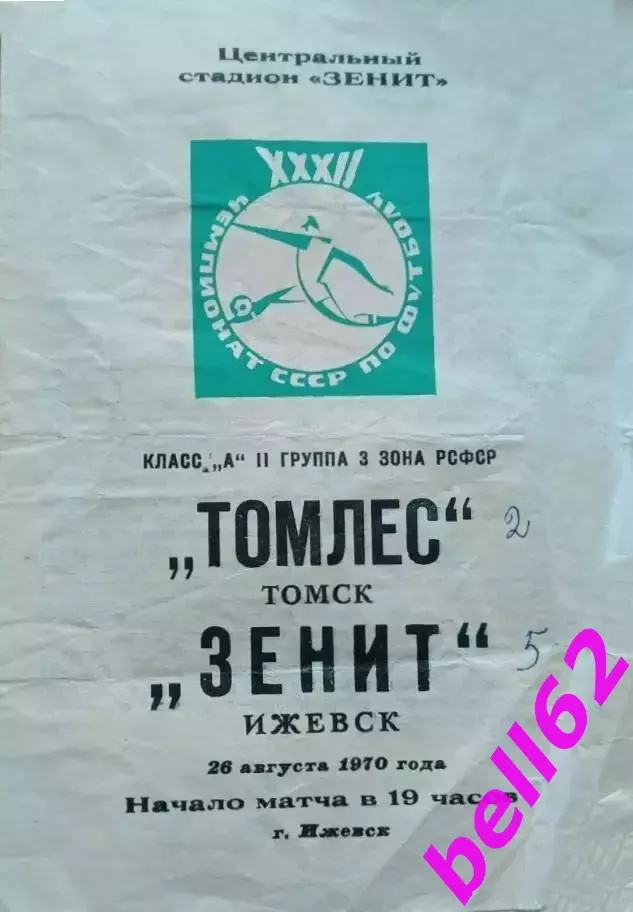 Центральный
стадион «ЗЕНИТ»
XXXII
ЧЕМПИОНАТ СССР ПО ФУТБОЛУ
КЛАСС „А" II ГРУППА 3 ЗОНА РСФСР
„ТОМЛЕС" 2
ТОМСК
„ЗЕНИТ" 5
ИЖЕВСК
26 августа 1970 года
Начало матча в 19 часов
г. Ижевск
bell62